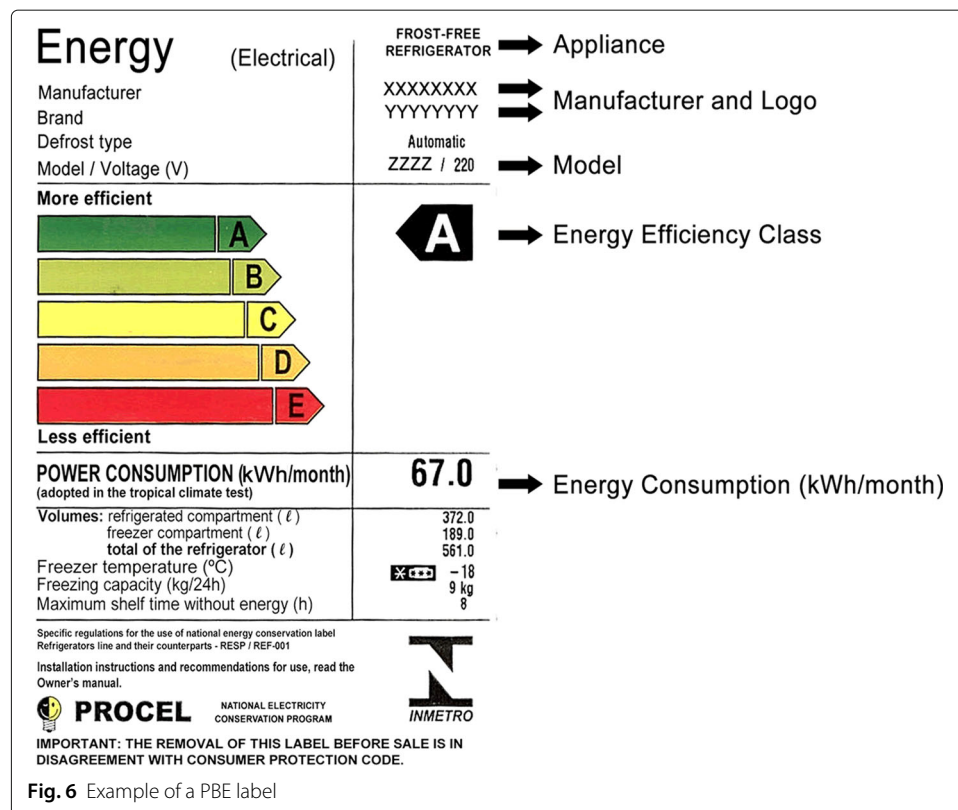 Energy (Electrical) FROST-FREE REFRIGERATOR Appliance
Manufacturer XXXXXXXX
Brand YYYYYYYY Manufacturer and Logo
Defrost type Automatic
Model / Voltage (V) ZZZZ / 220 Model
More efficient
A A Energy Efficiency Class
B
C
D
E
Less efficient
POWER CONSUMPTION (kWh/month) 67.0 Energy Consumption (kWh/month)
(adopted in the tropical climate test)
Volumes: refrigerated compartment (ℓ) 372.0
freezer compartment (ℓ) 189.0
total of the refrigerator (ℓ) 561.0
Freezer temperature (ºC) –18
Freezing capacity (kg/24h) 9 kg
Maximum shelf time without energy (h) 8
Specific regulations for the use of national energy conservation label
Refrigerators line and their counterparts - RESP / REF-001
Installation instructions and recommendations for use, read the
Owner's manual.
PROCEL NATIONAL ELECTRICITY
CONSERVATION PROGRAM
INMETRO
IMPORTANT: THE REMOVAL OF THIS LABEL BEFORE SALE IS IN
DISAGREEMENT WITH CONSUMER PROTECTION CODE.
Fig. 6 Example of a PBE label